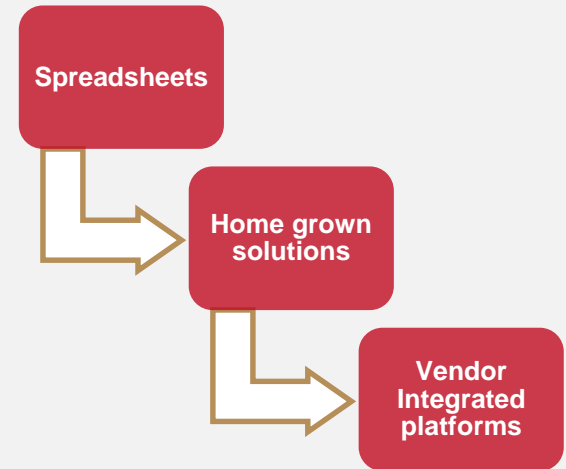 Spreadsheets
Home grown
solutions
Vendor
Integrated
platforms